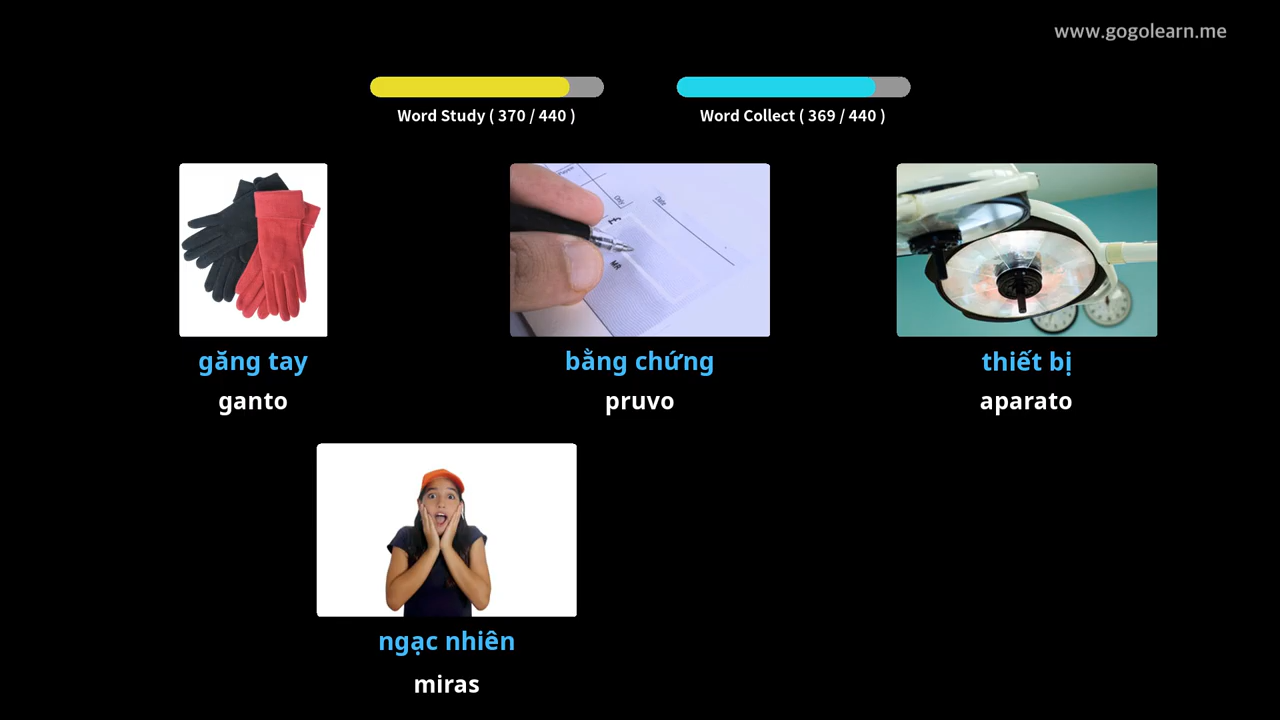 www.gogolearn.me
Word Study ( 370 / 440 )
Word Collect ( 369 / 440 )
găng tay
ganto
bằng chứng
pruvo
thiết bị
aparato
ngạc nhiên
miras